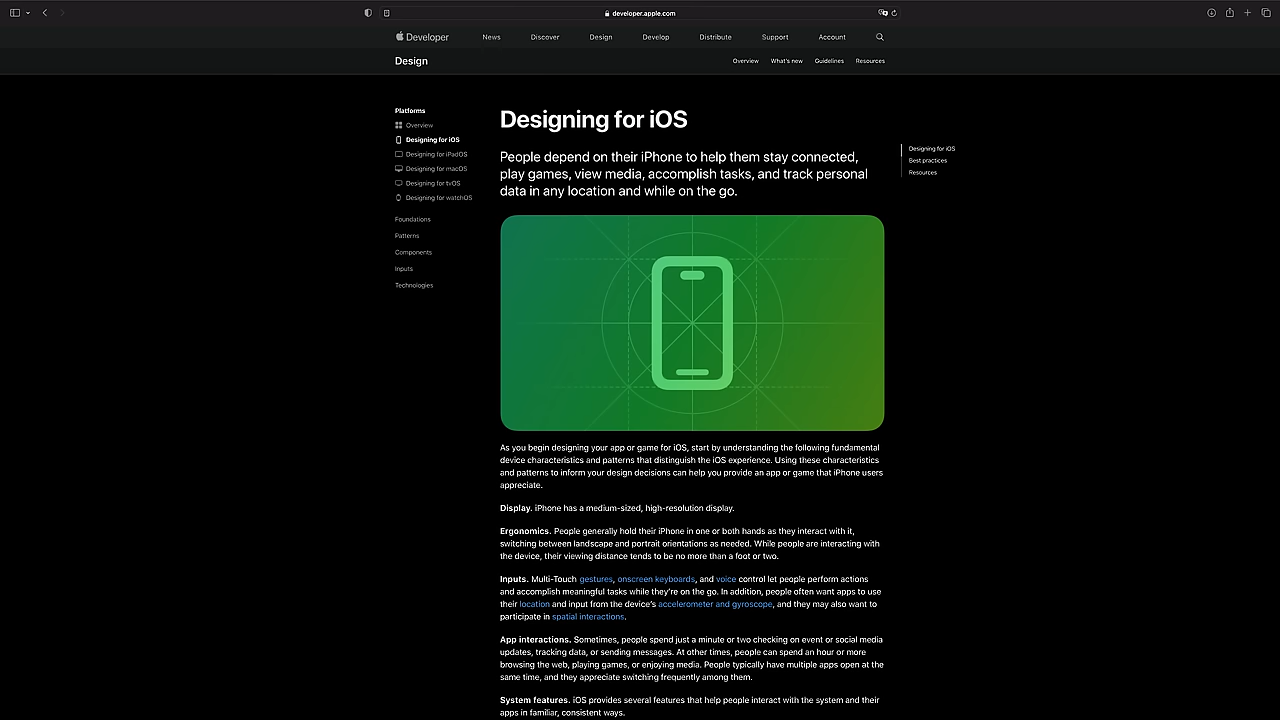 developer.apple.com
Developer
News
Discover
Design
Develop
Distribute
Support
Account
Design
Overview
What's new
Guidelines
Resources
Platforms
Overview
Designing for iOS
Designing for iPadOS
Designing for macOS
Designing for tvOS
Designing for watchOS
Foundations
Patterns
Components
Inputs
Technologies
Designing for iOS
People depend on their iPhone to help them stay connected,
play games, view media, accomplish tasks, and track personal
data in any location and while on the go.
As you begin designing your app or game for iOS, start by understanding the following fundamental
device characteristics and patterns that distinguish the iOS experience. Using these characteristics
and patterns to inform your design decisions can help you provide an app or game that iPhone users
appreciate.
Display. iPhone has a medium-sized, high-resolution display.
Ergonomics. People generally hold their iPhone in one or both hands as they interact with it,
switching between landscape and portrait orientations as needed. While people are interacting with
the device, their viewing distance tends to be no more than a foot or two.
Inputs. Multi-Touch gestures, onscreen keyboards, and voice control let people perform actions
and accomplish meaningful tasks while they're on the go. In addition, people often want apps to use
their location and input from the device's accelerometer and gyroscope, and they may also want to
participate in spatial interactions.
App interactions. Sometimes, people spend just a minute or two checking on event or social media
updates, tracking data, or sending messages. At other times, people can spend an hour or more
browsing the web, playing games, or enjoying media. People typically have multiple apps open at the
same time, and they appreciate switching frequently among them.
System features. iOS provides several features that help people interact with the system and their
apps in familiar, consistent ways.
Designing for iOS
Best practices
Resources